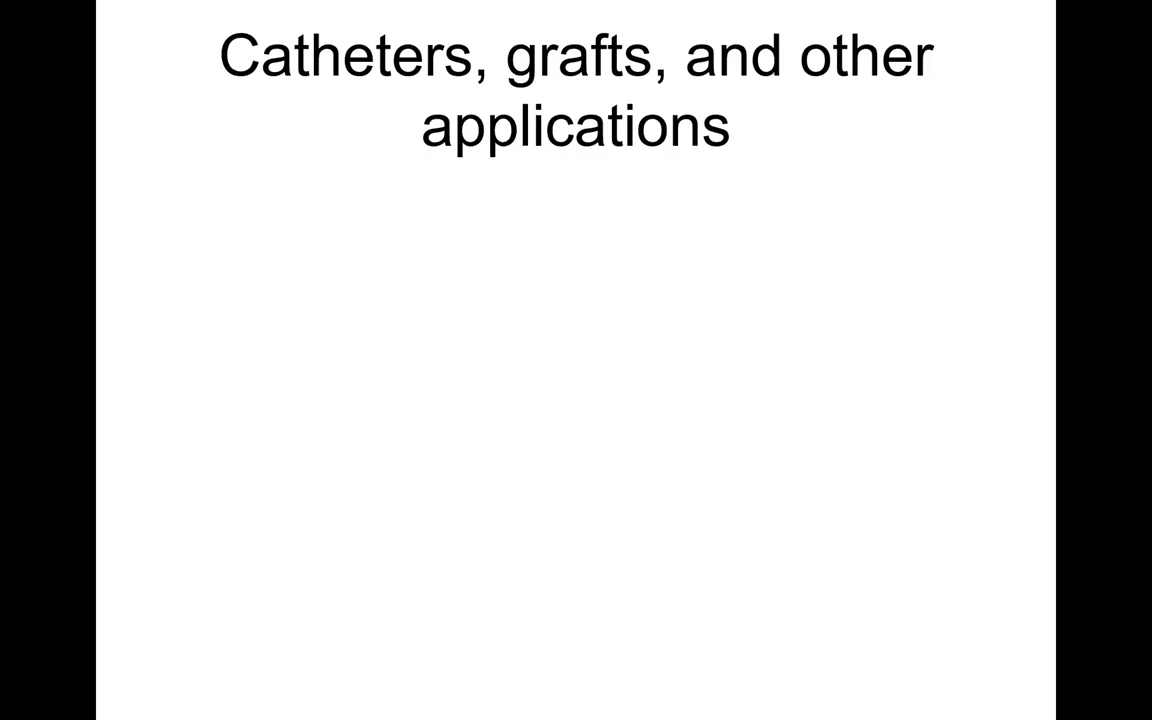 Catheters, grafts, and other
applications